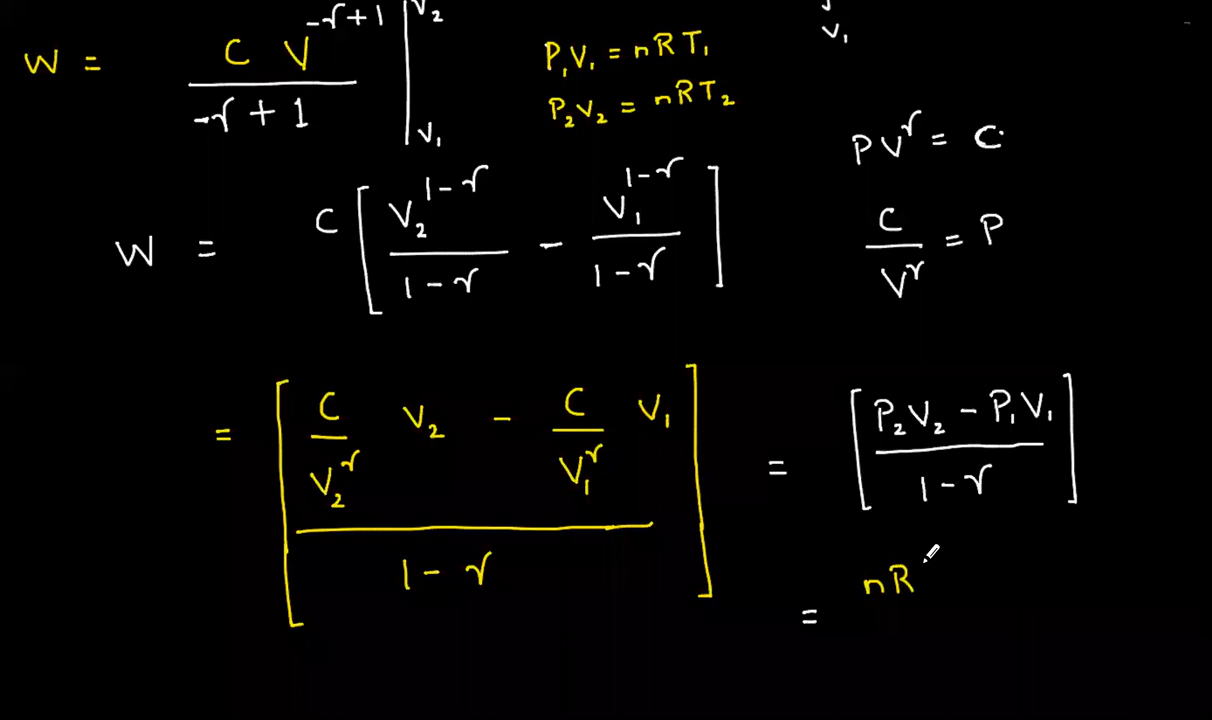 W = C V^{-γ+1} / (-γ+1) |_{V₁}^{V₂}
V₁
P₁V₁ = nRT₁
P₂V₂ = nRT₂
PV^γ = C
W = C [ V₂^{1-γ} / (1-γ) - V₁^{1-γ} / (1-γ) ]
C / V^γ = P
= [ ( C/V₂^γ V₂ - C/V₁^γ V₁ ) / (1-γ) ] = [ (P₂V₂ - P₁V₁) / (1-γ) ]
= nR